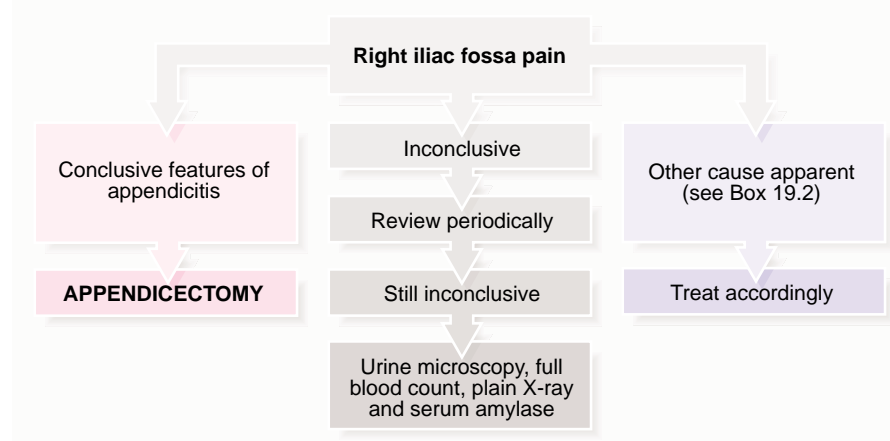 Right iliac fossa pain
Conclusive features of
appendicitis
APPENDICECTOMY
Inconclusive
Review periodically
Still inconclusive
Urine microscopy, full
blood count, plain X-ray
and serum amylase
Other cause apparent
(see Box 19.2)
Treat accordingly